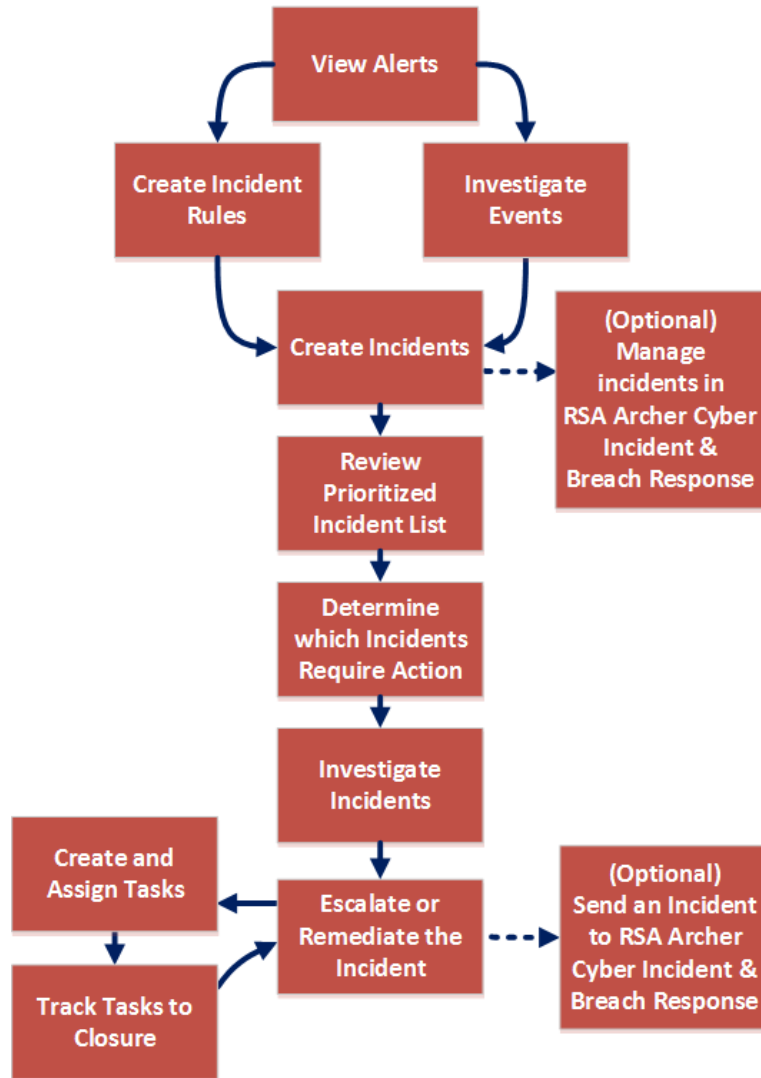 View Alerts
Create Incident
Rules
Investigate
Events
Create Incidents
(Optional)
Manage
incidents in
RSA Archer Cyber
Incident &
Breach Response
Review
Prioritized
Incident List
Determine
which Incidents
Require Action
Investigate
Incidents
Create and
Assign Tasks
Escalate or
Remediate the
Incident
(Optional)
Send an Incident
to RSA Archer
Cyber Incident &
Breach Response
Track Tasks to
Closure